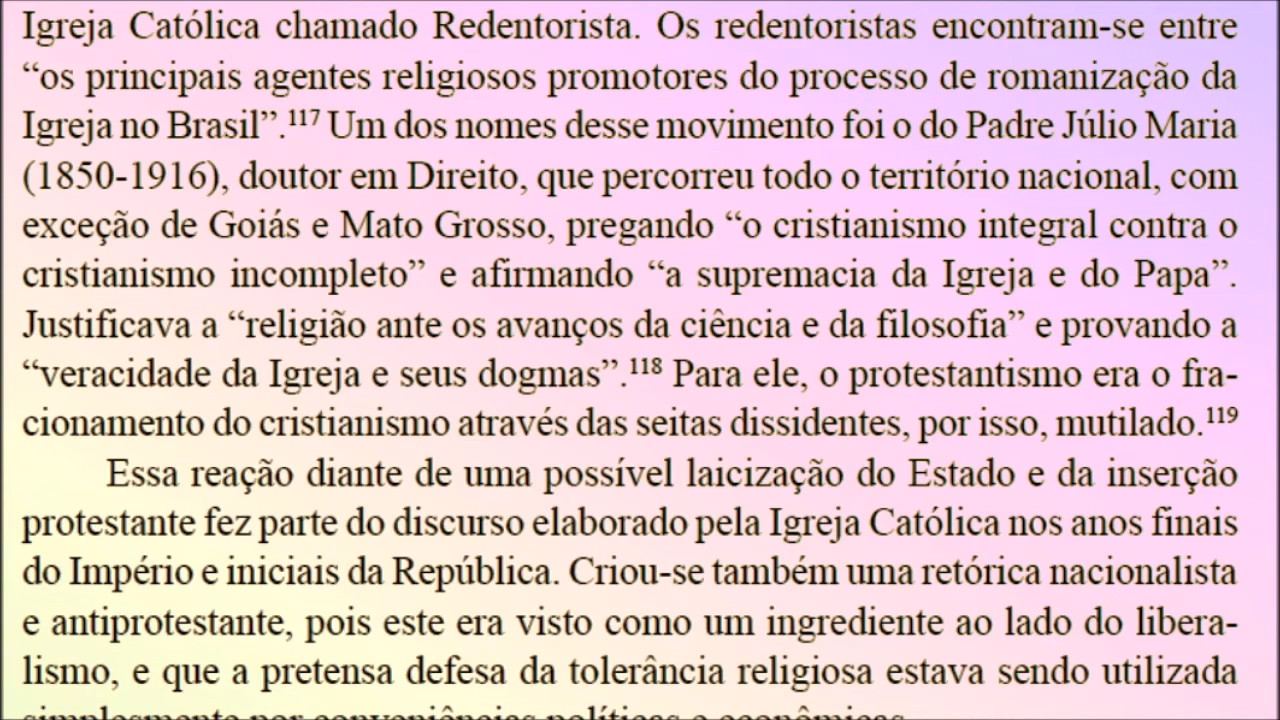 Igreja Católica chamado Redentorista. Os redentoristas encontram-se entre
“os principais agentes religiosos promotores do processo de romanização da
Igreja no Brasil”.¹¹⁷ Um dos nomes desse movimento foi o do Padre Júlio Maria
(1850-1916), doutor em Direito, que percorreu todo o território nacional, com
exceção de Goiás e Mato Grosso, pregando “o cristianismo integral contra o
cristianismo incompleto” e afirmando “a supremacia da Igreja e do Papa”.
Justificava a “religião ante os avanços da ciência e da filosofia” e provando a
“veracidade da Igreja e seus dogmas”.¹¹⁸ Para ele, o protestantismo era o fra-
cionamento do cristianismo através das seitas dissidentes, por isso, mutilado.¹¹⁹
Essa reação diante de uma possível laicização do Estado e da inserção
protestante fez parte do discurso elaborado pela Igreja Católica nos anos finais
do Império e iniciais da República. Criou-se também uma retórica nacionalista
e antiprotestante, pois este era visto como um ingrediente ao lado do libera-
lismo, e que a pretensa defesa da tolerância religiosa estava sendo utilizada
simplesmente por conveniências políticas e econômicas.